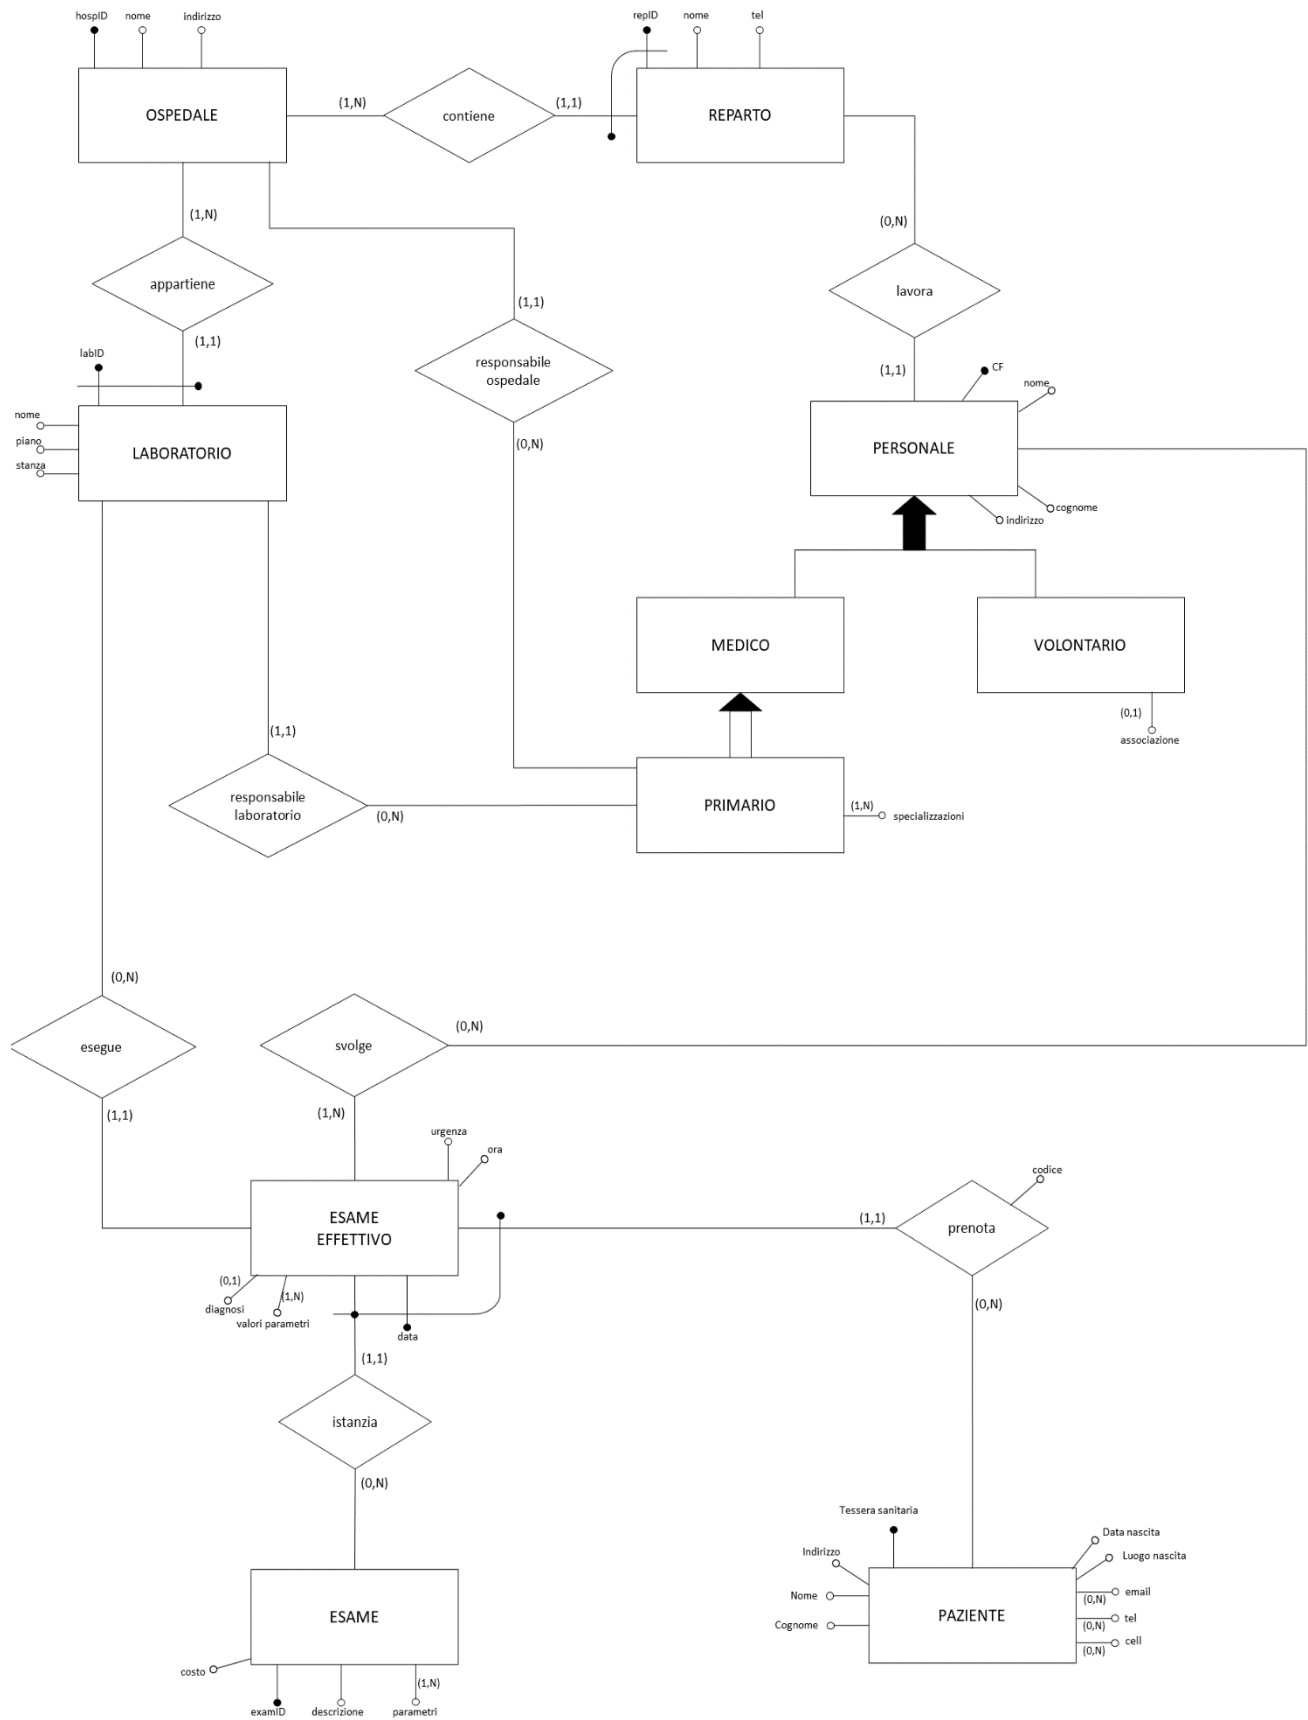 hospID
nome
indirizzo
repID
nome
tel
OSPEDALE
(1,N)
contiene
(1,1)
REPARTO
(1,N)
(0,N)
appartiene
lavora
(1,1)
(1,1)
labID
responsabile
ospedale
(1,1)
CF
nome
nome
piano
stanza
LABORATORIO
(0,N)
PERSONALE
cognome
indirizzo
MEDICO
VOLONTARIO
(0,1)
associazione
(1,1)
responsabile
laboratorio
(0,N)
PRIMARIO
(1,N)
specializzazioni
(0,N)
esegue
svolge
(0,N)
(1,1)
(1,N)
urgenza
ora
codice
ESAME
EFFETTIVO
(1,1)
prenota
(0,1)
diagnosi
(1,N)
valori parametri
data
(0,N)
(1,1)
istanzia
(0,N)
Tessera sanitaria
Data nascita
Indirizzo
Luogo nascita
Nome
email
(0,N)
ESAME
PAZIENTE
Cognome
tel
(0,N)
cell
(0,N)
costo
(1,N)
examID
descrizione
parametri